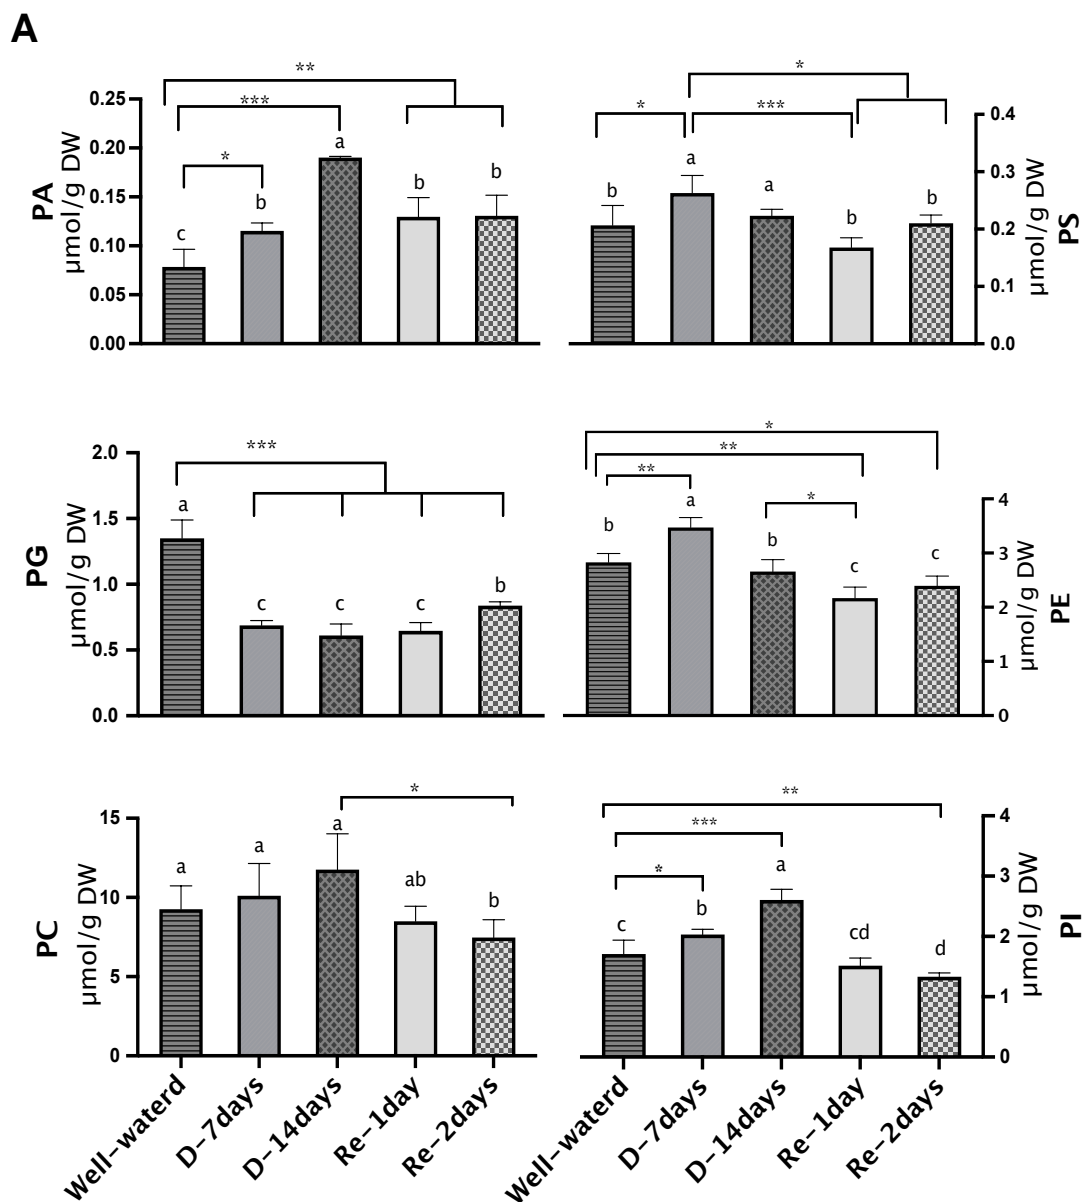 A
**
***
*
a
b
b
b
c
0.25
0.20
0.15
0.10
0.05
0.00
PA
µmol/g DW
*
*
***
a
b
a
b
b
0.4
0.3
0.2
0.1
0.0
µmol/g DW
PS
***
a
c
c
c
b
2.0
1.5
1.0
0.5
0.0
PG
µmol/g DW
*
**
**
*
a
b
b
c
c
4
3
2
1
0
µmol/g DW
PE
*
a
a
a
ab
b
15
10
5
0
PC
µmol/g DW
**
***
*
a
b
c
cd
d
4
3
2
1
0
µmol/g DW
PI
Well-waterd
D-7days
D-14days
Re-1day
Re-2days
Well-waterd
D-7days
D-14days
Re-1day
Re-2days